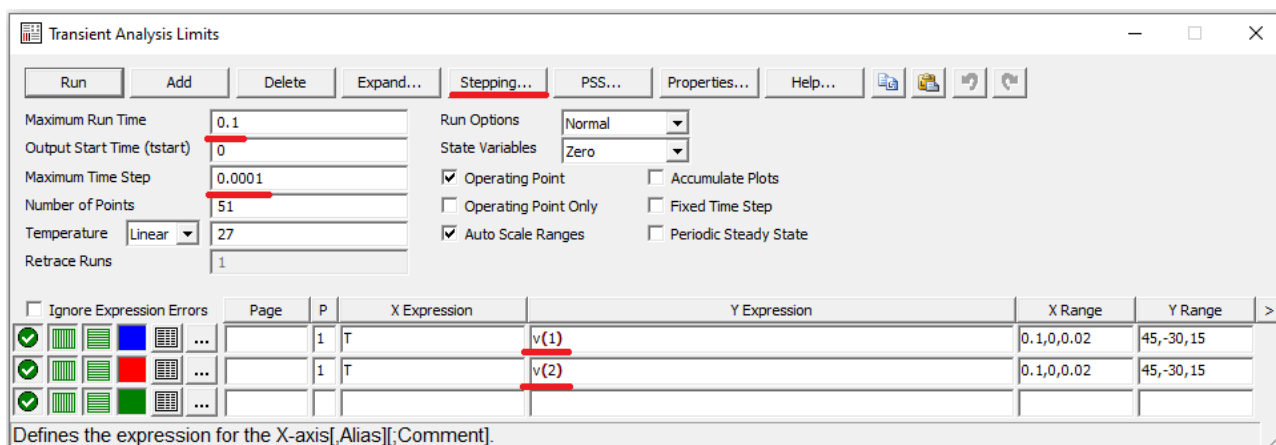 Transient Analysis Limits
Run Add Delete Expand... Stepping... PSS... Properties... Help...
Maximum Run Time 0.1 Run Options Normal
Output Start Time (tstart) 0 State Variables Zero
Maximum Time Step 0.0001 Operating Point Accumulate Plots
Number of Points 51 Operating Point Only Fixed Time Step
Temperature Linear 27 Auto Scale Ranges Periodic Steady State
Retrace Runs 1
Ignore Expression Errors Page P X Expression Y Expression X Range Y Range >
... 1 T v(1) 0.1,0,0.02 45,-30,15
... 1 T v(2) 0.1,0,0.02 45,-30,15
...
Defines the expression for the X-axis[,Alias][;Comment].